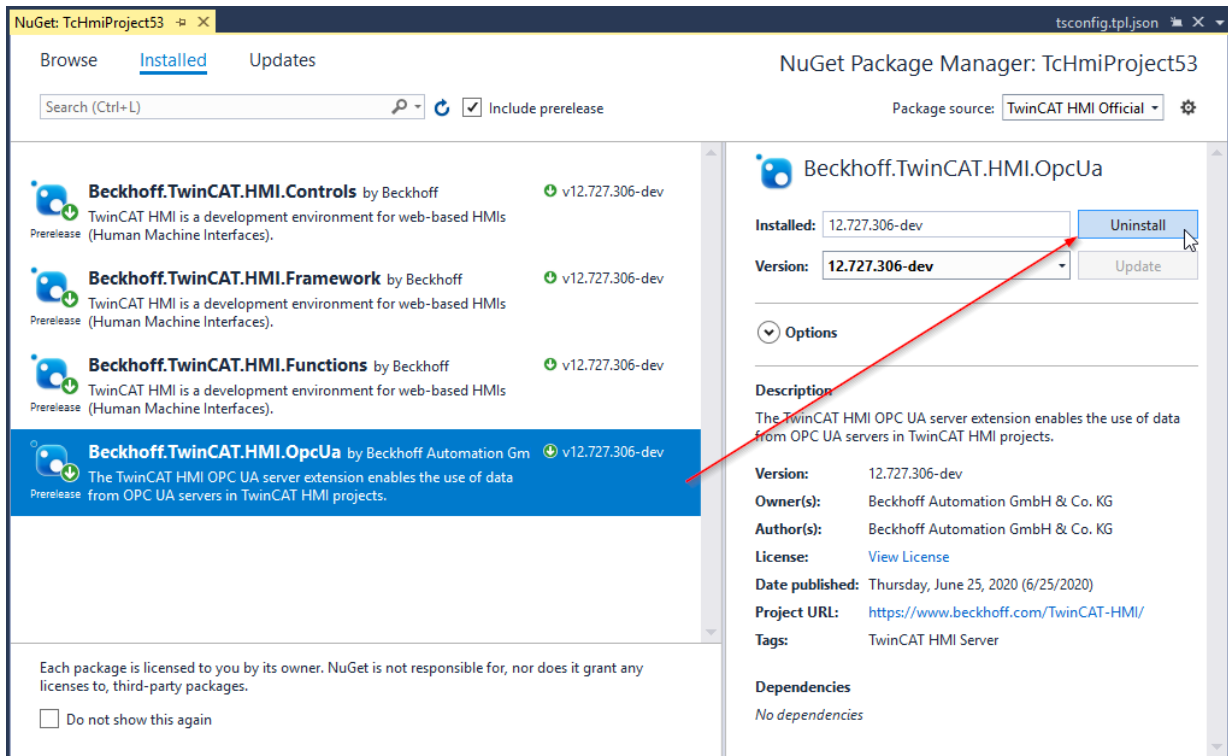 NuGet: TcHmiProject53
tsconfig.tpl.json
Browse Installed Updates
NuGet Package Manager: TcHmiProject53
Search (Ctrl+L)
Include prerelease
Package source: TwinCAT HMI Official
Beckhoff.TwinCAT.HMI.Controls by Beckhoff v12.727.306-dev
TwinCAT HMI is a development environment for web-based HMIs
Prerelease (Human Machine Interfaces).
Beckhoff.TwinCAT.HMI.Framework by Beckhoff v12.727.306-dev
TwinCAT HMI is a development environment for web-based HMIs
Prerelease (Human Machine Interfaces).
Beckhoff.TwinCAT.HMI.Functions by Beckhoff v12.727.306-dev
TwinCAT HMI is a development environment for web-based HMIs
Prerelease (Human Machine Interfaces).
Beckhoff.TwinCAT.HMI.OpcUa by Beckhoff Automation Gm v12.727.306-dev
The TwinCAT HMI OPC UA server extension enables the use of data
Prerelease from OPC UA servers in TwinCAT HMI projects.
Each package is licensed to you by its owner. NuGet is not responsible for, nor does it grant any
licenses to, third-party packages.
Do not show this again
Beckhoff.TwinCAT.HMI.OpcUa
Installed: 12.727.306-dev Uninstall
Version: 12.727.306-dev Update
Options
Description
The TwinCAT HMI OPC UA server extension enables the use of data
from OPC UA servers in TwinCAT HMI projects.
Version: 12.727.306-dev
Owner(s): Beckhoff Automation GmbH & Co. KG
Author(s): Beckhoff Automation GmbH & Co. KG
License: View License
Date published: Thursday, June 25, 2020 (6/25/2020)
Project URL: https://www.beckhoff.com/TwinCAT-HMI/
Tags: TwinCAT HMI Server
Dependencies
No dependencies